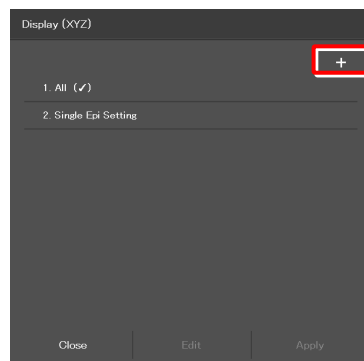 Display (XYZ)
+
1. All (✓)
2. Single Epi Setting
Close Edit Apply